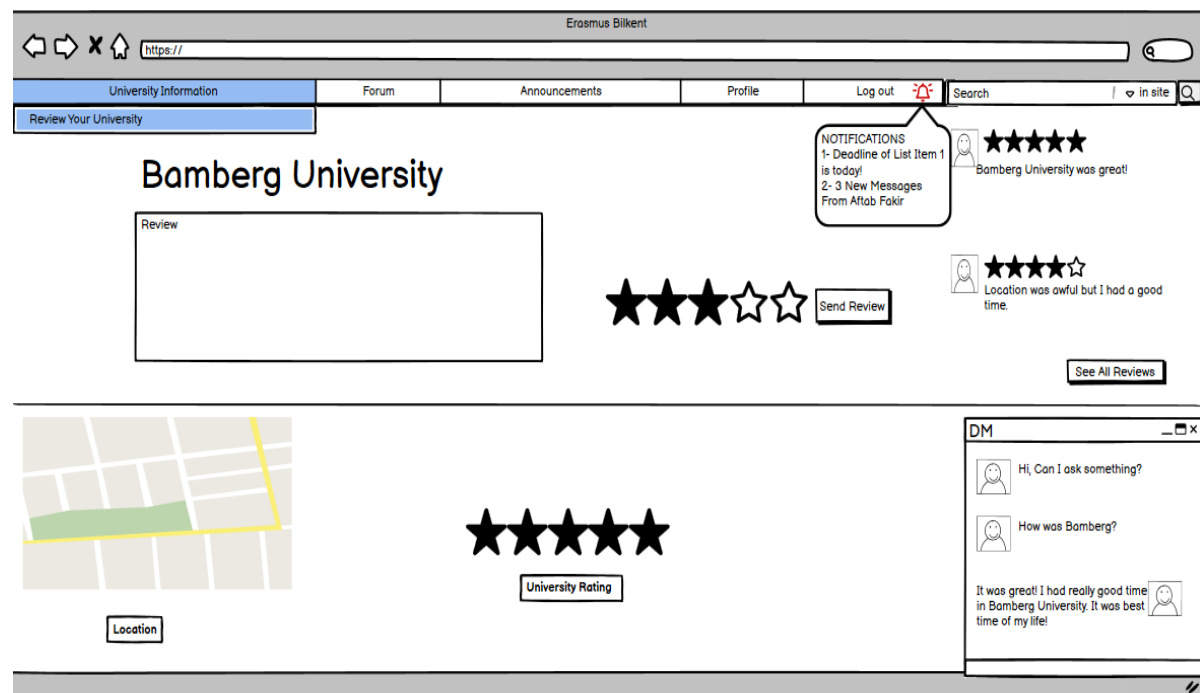 Erasmus Bilkent
https://
University Information
Forum
Announcements
Profile
Log out
Search
in site
Review Your University
NOTIFICATIONS
1- Deadline of List Item 1
is today!
2- 3 New Messages
From Aftab Fakir
Bamberg University was great!
Bamberg University
Review
Send Review
Location was awful but I had a good
time.
See All Reviews
Location
University Rating
DM
Hi, Can I ask something?
How was Bamberg?
It was great! I had really good time
in Bamberg University. It was best
time of my life!